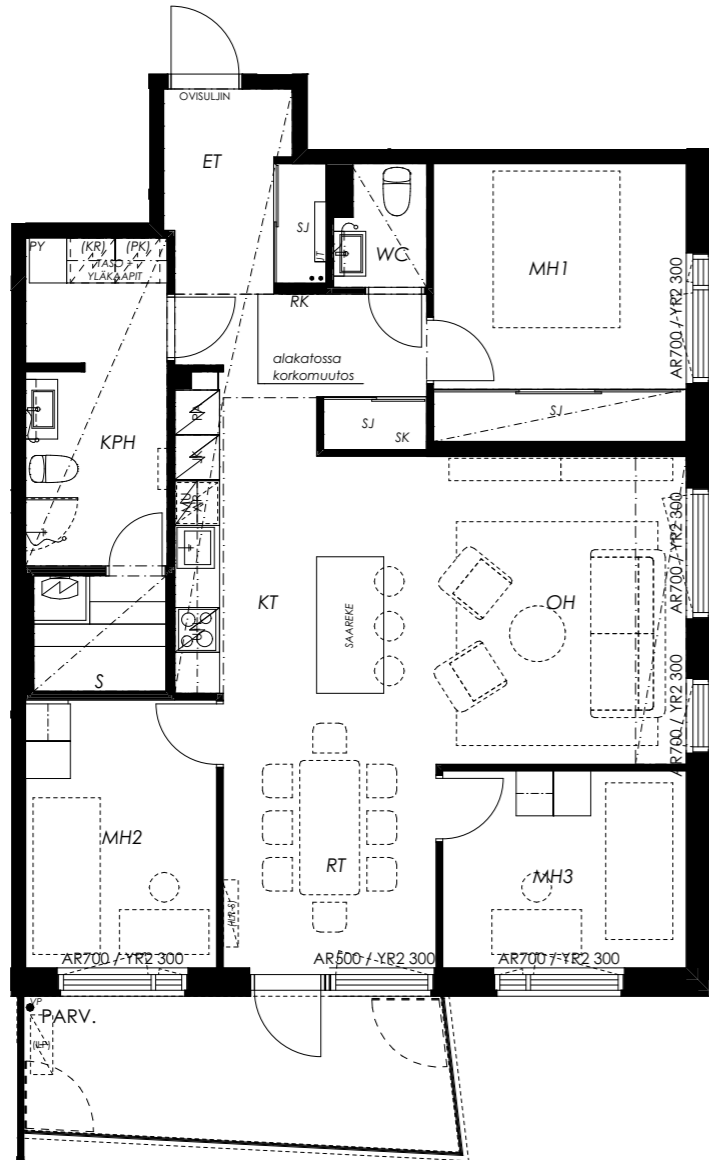 OVISULJIN
ET
SJ
JT
WC
MH1
AR700 / YR2 300
PY
(KR)
(PK)
TASO +
YLÄKAAPIT
RK
alakatossa
korkomuutos
SJ
SJ
SK
KPH
AR700 / YR2 300
KT
SAAREKE
OH
S
AR700 / YR2 300
MH2
RT
MH3
AR700 / YR2 300
AR500 / YR2 300
AR700 / YR2 300
VP
PARV.